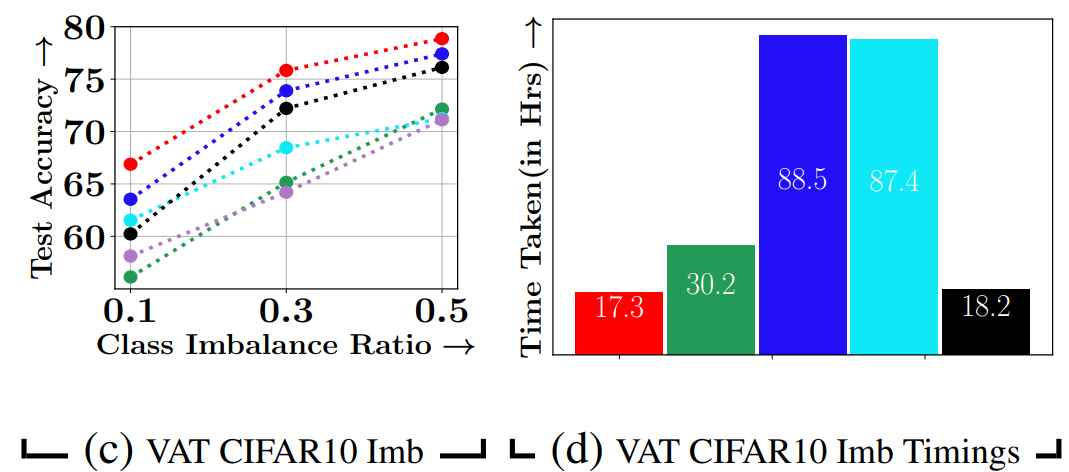 80
75
70
65
60
Test Accuracy →
0.1 0.3 0.5
Class Imbalance Ratio →
(c) VAT CIFAR10 Imb
Time Taken(in Hrs) →
17.3
30.2
88.5
87.4
18.2
(d) VAT CIFAR10 Imb Timings